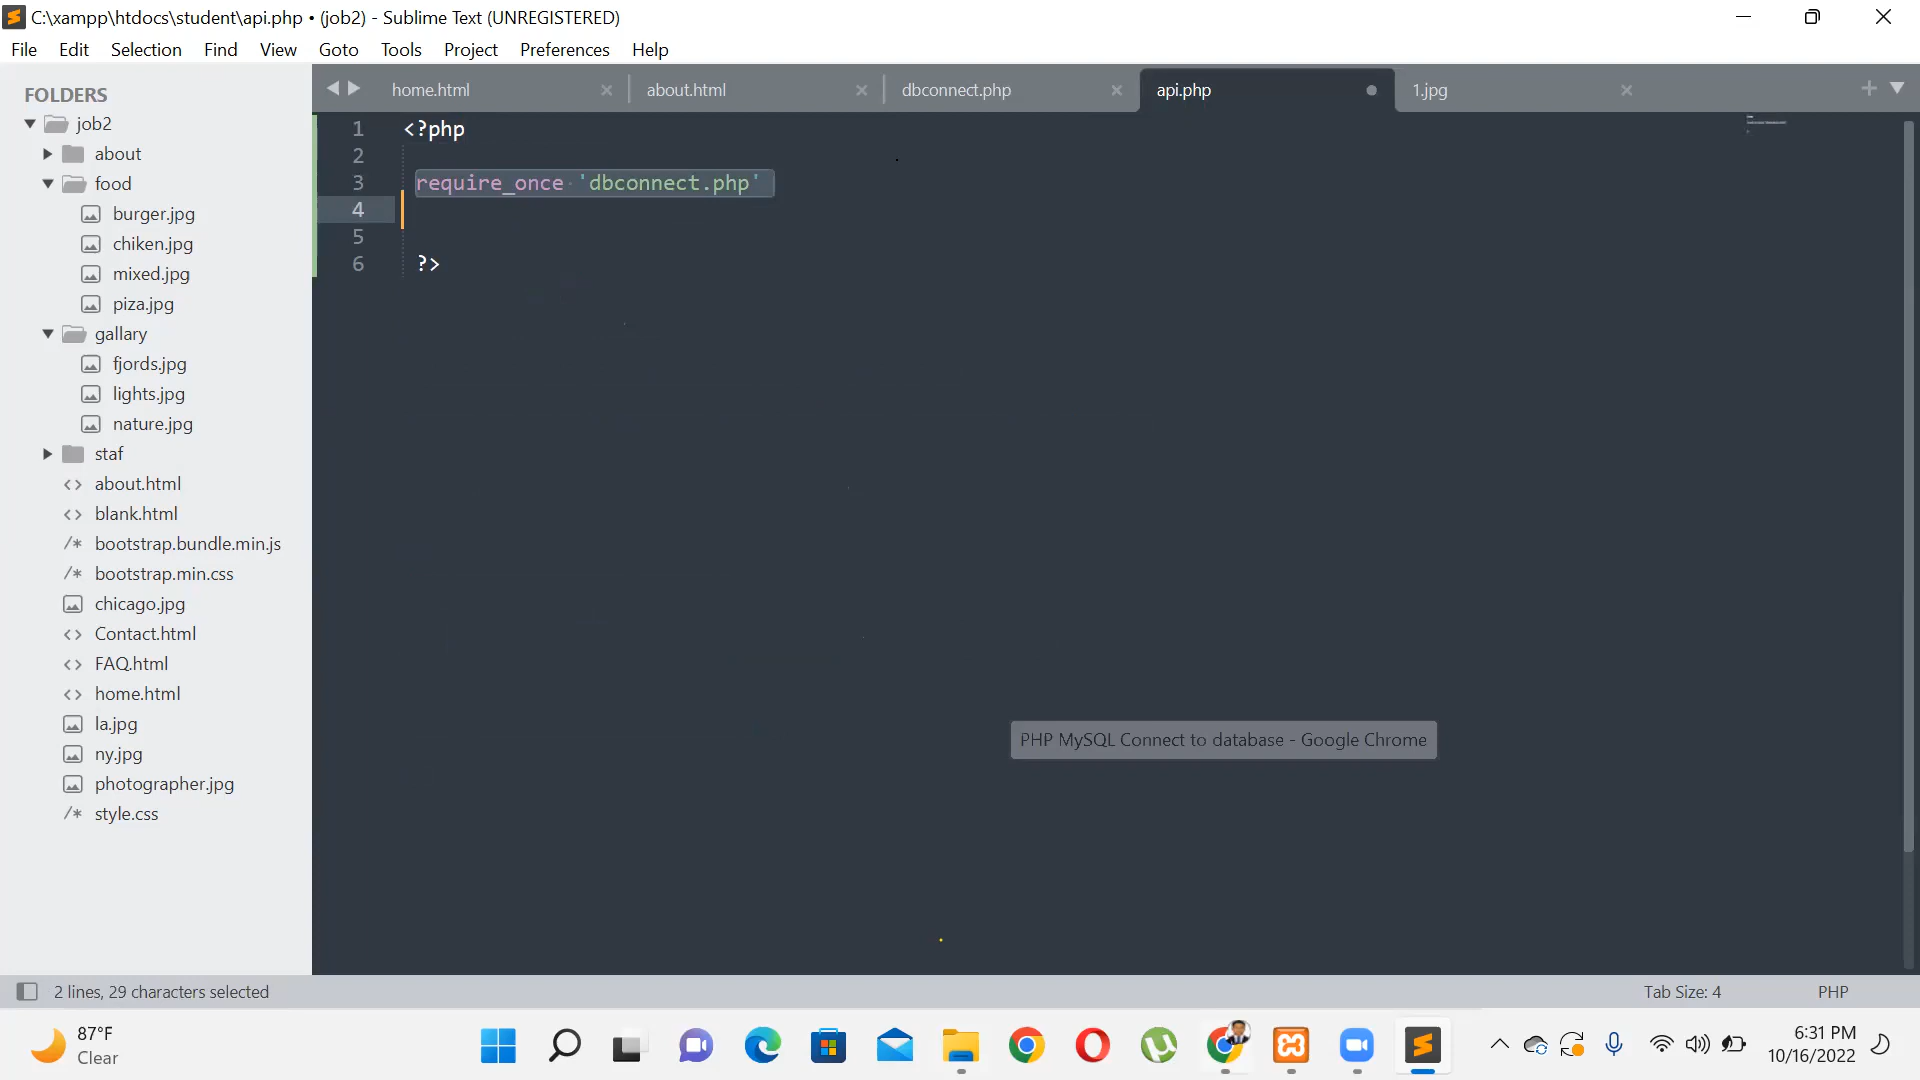 C:\xampp\htdocs\student\api.php • (job2) - Sublime Text (UNREGISTERED)
File Edit Selection Find View Goto Tools Project Preferences Help
FOLDERS
job2
about
food
burger.jpg
chiken.jpg
mixed.jpg
piza.jpg
gallary
fjords.jpg
lights.jpg
nature.jpg
staf
about.html
blank.html
bootstrap.bundle.min.js
bootstrap.min.css
chicago.jpg
Contact.html
FAQ.html
home.html
la.jpg
ny.jpg
photographer.jpg
style.css
home.html about.html dbconnect.php api.php 1.jpg
1 <?php
2
3 require_once 'dbconnect.php'
4
5
6 ?>
PHP MySQL Connect to database - Google Chrome
2 lines, 29 characters selected Tab Size: 4 PHP
87°F
Clear
6:31 PM
10/16/2022